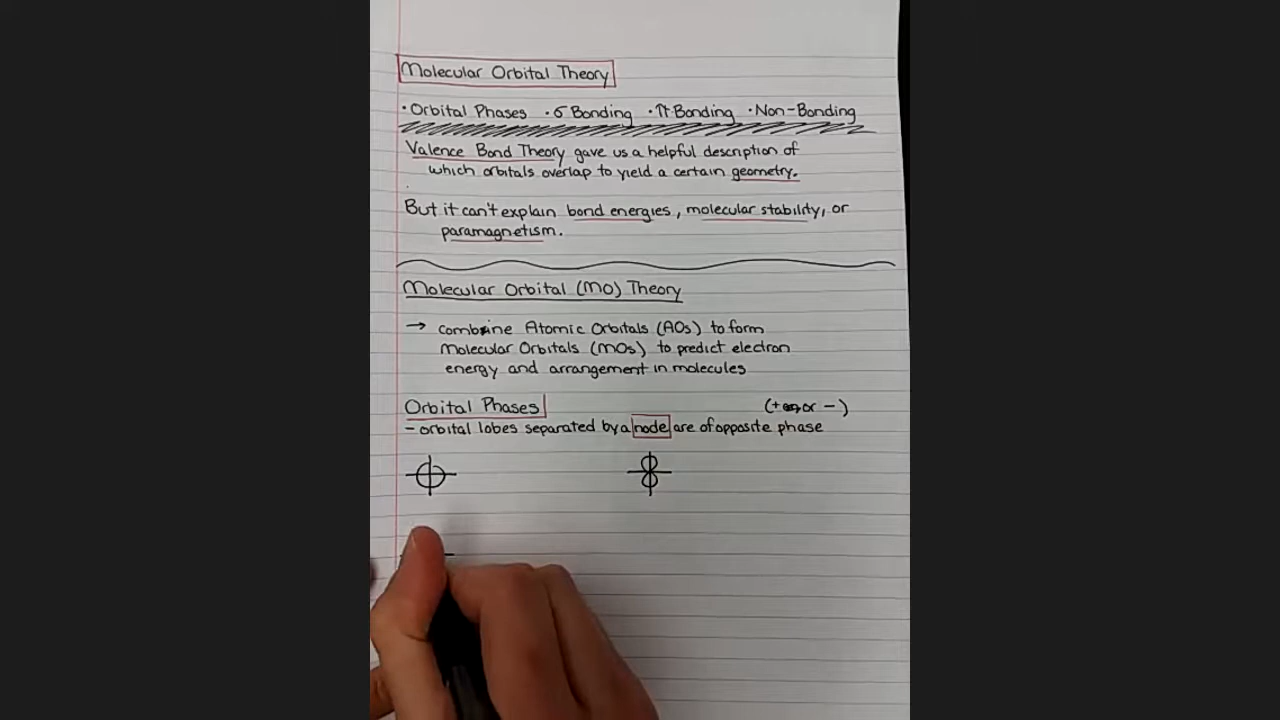 Molecular Orbital Theory
• Orbital Phases • σ Bonding • π Bonding • Non-Bonding
Valence Bond Theory gave us a helpful description of
which orbitals overlap to yield a certain geometry.
But it can't explain bond energies, molecular stability, or
paramagnetism.
Molecular Orbital (MO) Theory
→ combine Atomic Orbitals (AOs) to form
Molecular Orbitals (MOs) to predict electron
energy and arrangement in molecules
Orbital Phases
(+ or -)
- orbital lobes separated by a node are of opposite phase